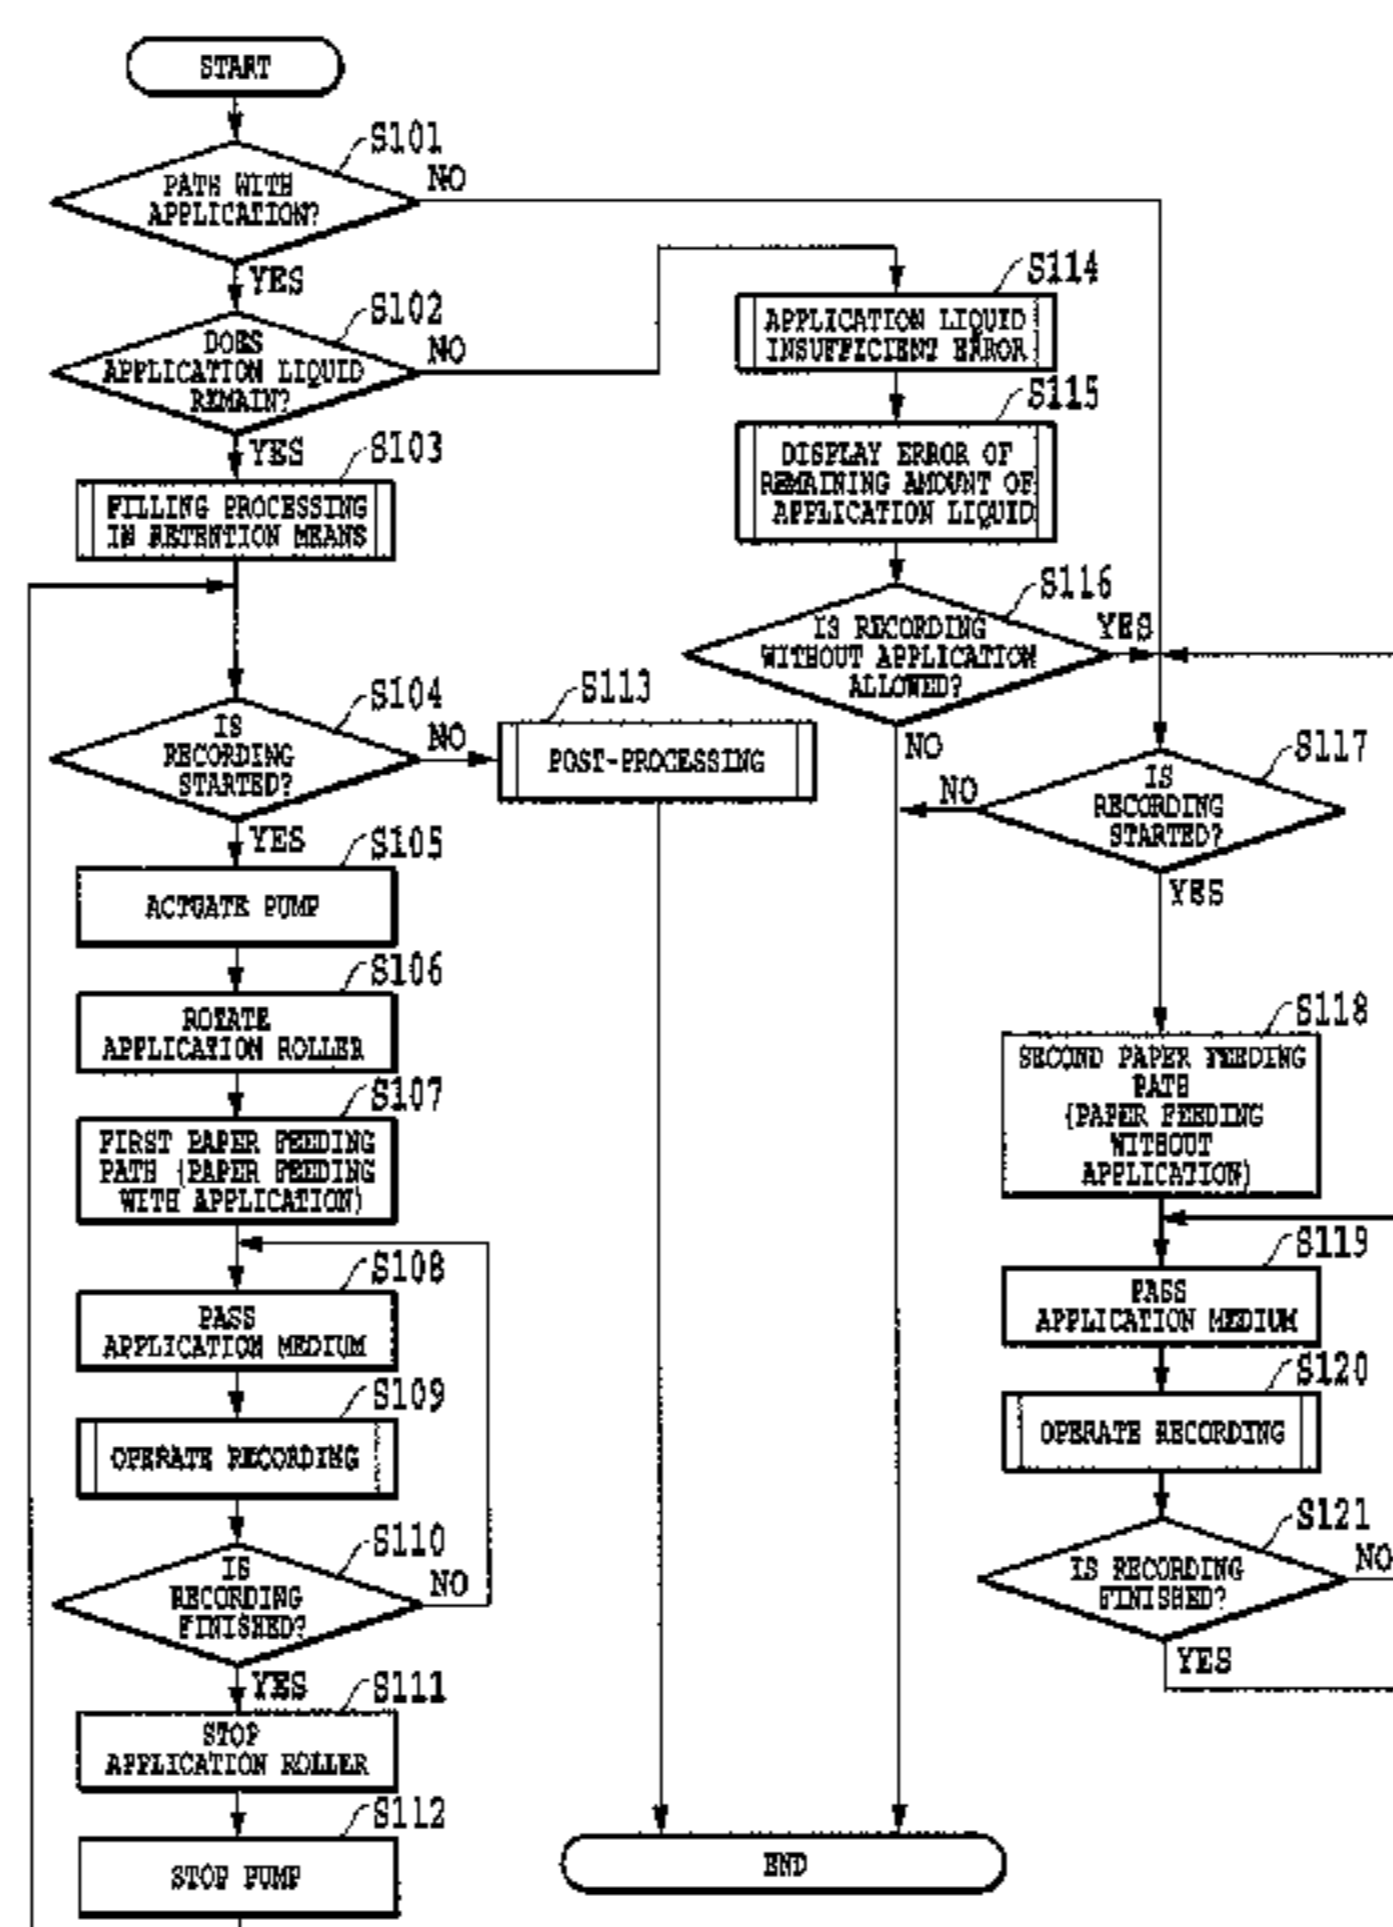 START
S101
PATH WITH
APPLICATION?
NO
YES
S102
DOES
APPLICATION LIQUID
REMAIN?
NO
YES
S103
FILLING PROCESSING
IN RETENTION MEANS
S104
IS
RECORDING
STARTED?
NO
YES
S105
ACTUATE PUMP
S106
ROTATE
APPLICATION ROLLER
S107
FIRST PAPER FEEDING
PATH (PAPER FEEDING
WITH APPLICATION)
S108
PASS
APPLICATION MEDIUM
S109
OPERATE RECORDING
S110
IS
RECORDING
FINISHED?
NO
YES
S111
STOP
APPLICATION ROLLER
S112
STOP PUMP
S113
POST-PROCESSING
S114
APPLICATION LIQUID
INSUFFICIENT ERROR
S115
DISPLAY ERROR OF
REMAINING AMOUNT OF
APPLICATION LIQUID
S116
IS RECORDING
WITHOUT APPLICATION
ALLOWED?
YES
NO
S117
IS
RECORDING
STARTED?
NO
YES
S118
SECOND PAPER FEEDING
PATH
(PAPER FEEDING
WITHOUT
APPLICATION)
S119
PASS
APPLICATION MEDIUM
S120
OPERATE RECORDING
S121
IS RECORDING
FINISHED?
NO
YES
END